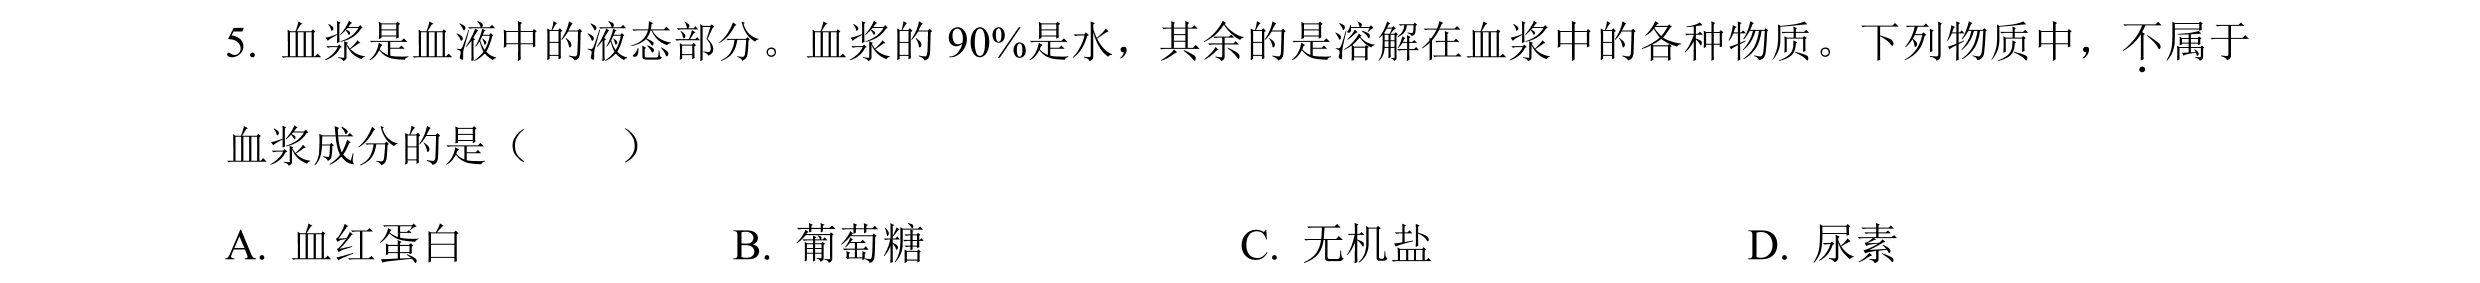 5. 血浆是血液中的液态部分。血浆的 90%是水，其余的是溶解在血浆中的各种物质。下列物质中，不属于
血浆成分的是（　　）
A. 血红蛋白　　B. 葡萄糖　　C. 无机盐　　D. 尿素